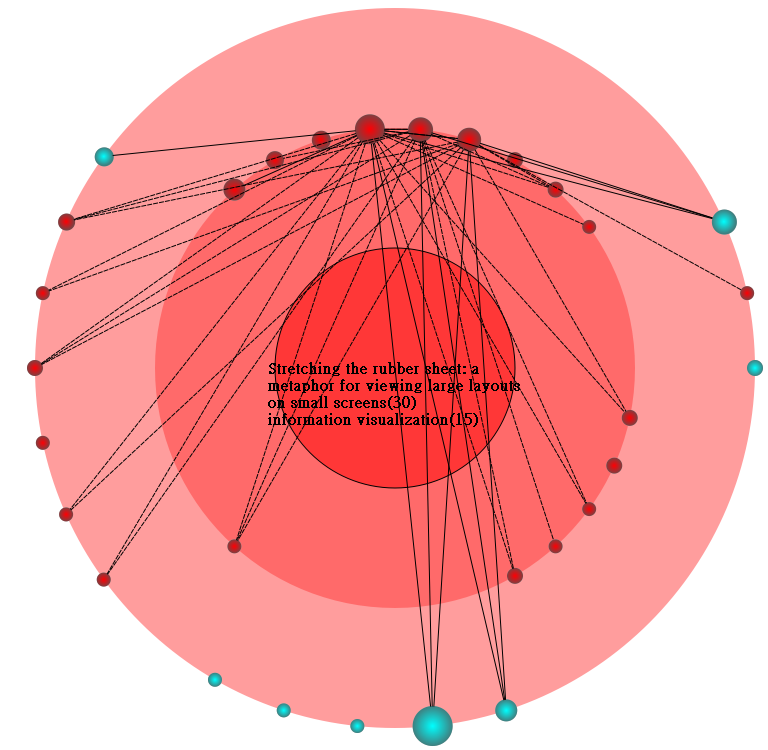 Stretching the rubber sheet: a
metaphor for viewing large layouts
on small screens(30)
information visualization(15)